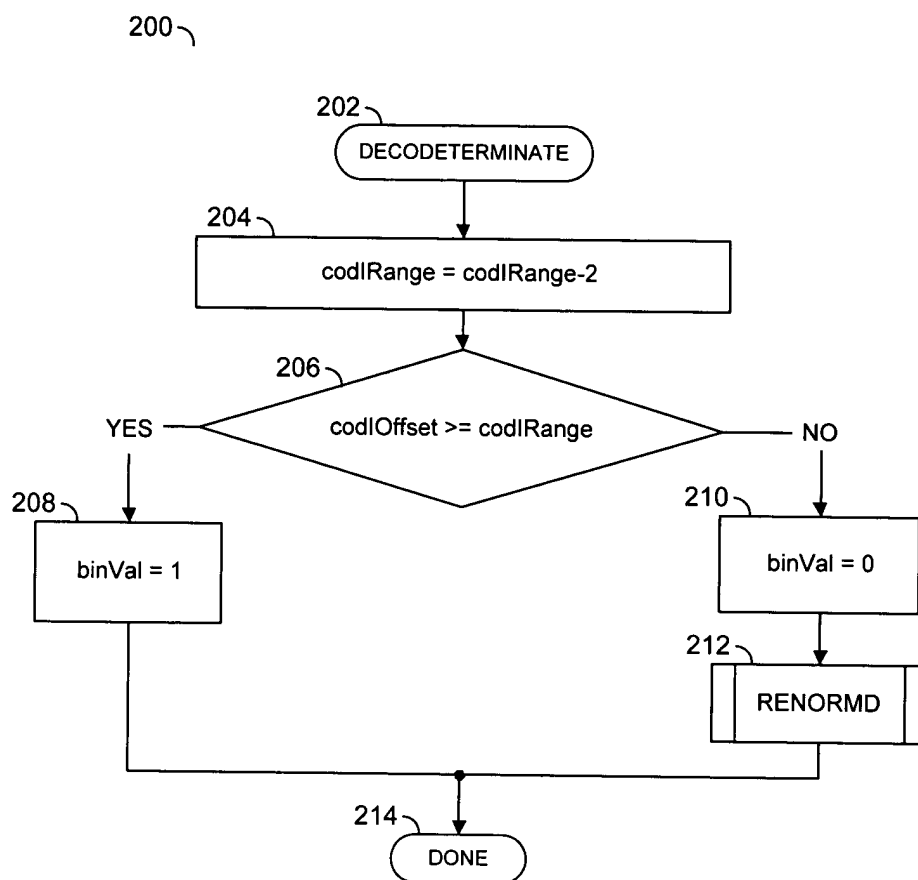 200
202
DECODETERMINATE
204
codIRange = codIRange-2
206
codIOffset >= codIRange
YES
NO
208
binVal = 1
210
binVal = 0
212
RENORMD
214
DONE